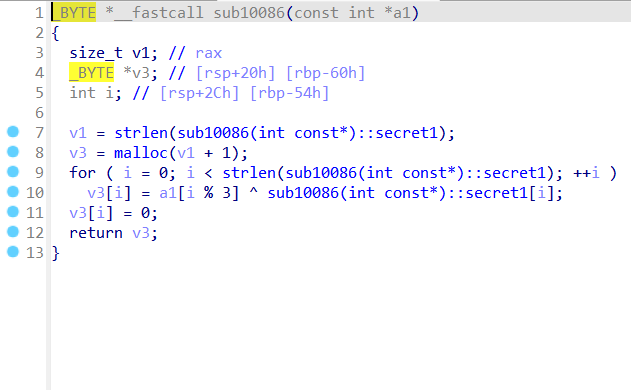 1 _BYTE *__fastcall sub10086(const int *a1)
2 {
3   size_t v1; // rax
4   _BYTE *v3; // [rsp+20h] [rbp-60h]
5   int i; // [rsp+2Ch] [rbp-54h]
6
7   v1 = strlen(sub10086(int const*)::secret1);
8   v3 = malloc(v1 + 1);
9   for ( i = 0; i < strlen(sub10086(int const*)::secret1); ++i )
10     v3[i] = a1[i % 3] ^ sub10086(int const*)::secret1[i];
11   v3[i] = 0;
12   return v3;
13 }